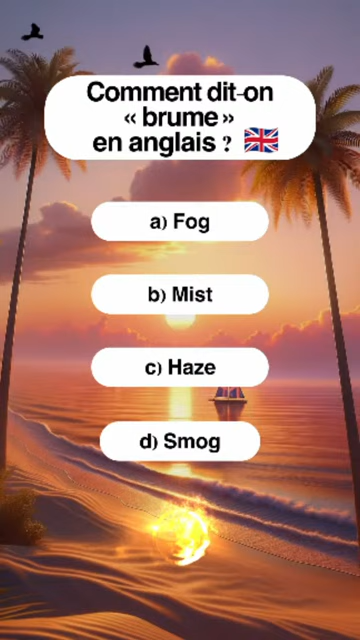 Comment dit-on
« brume »
en anglais ?
a) Fog
b) Mist
c) Haze
d) Smog